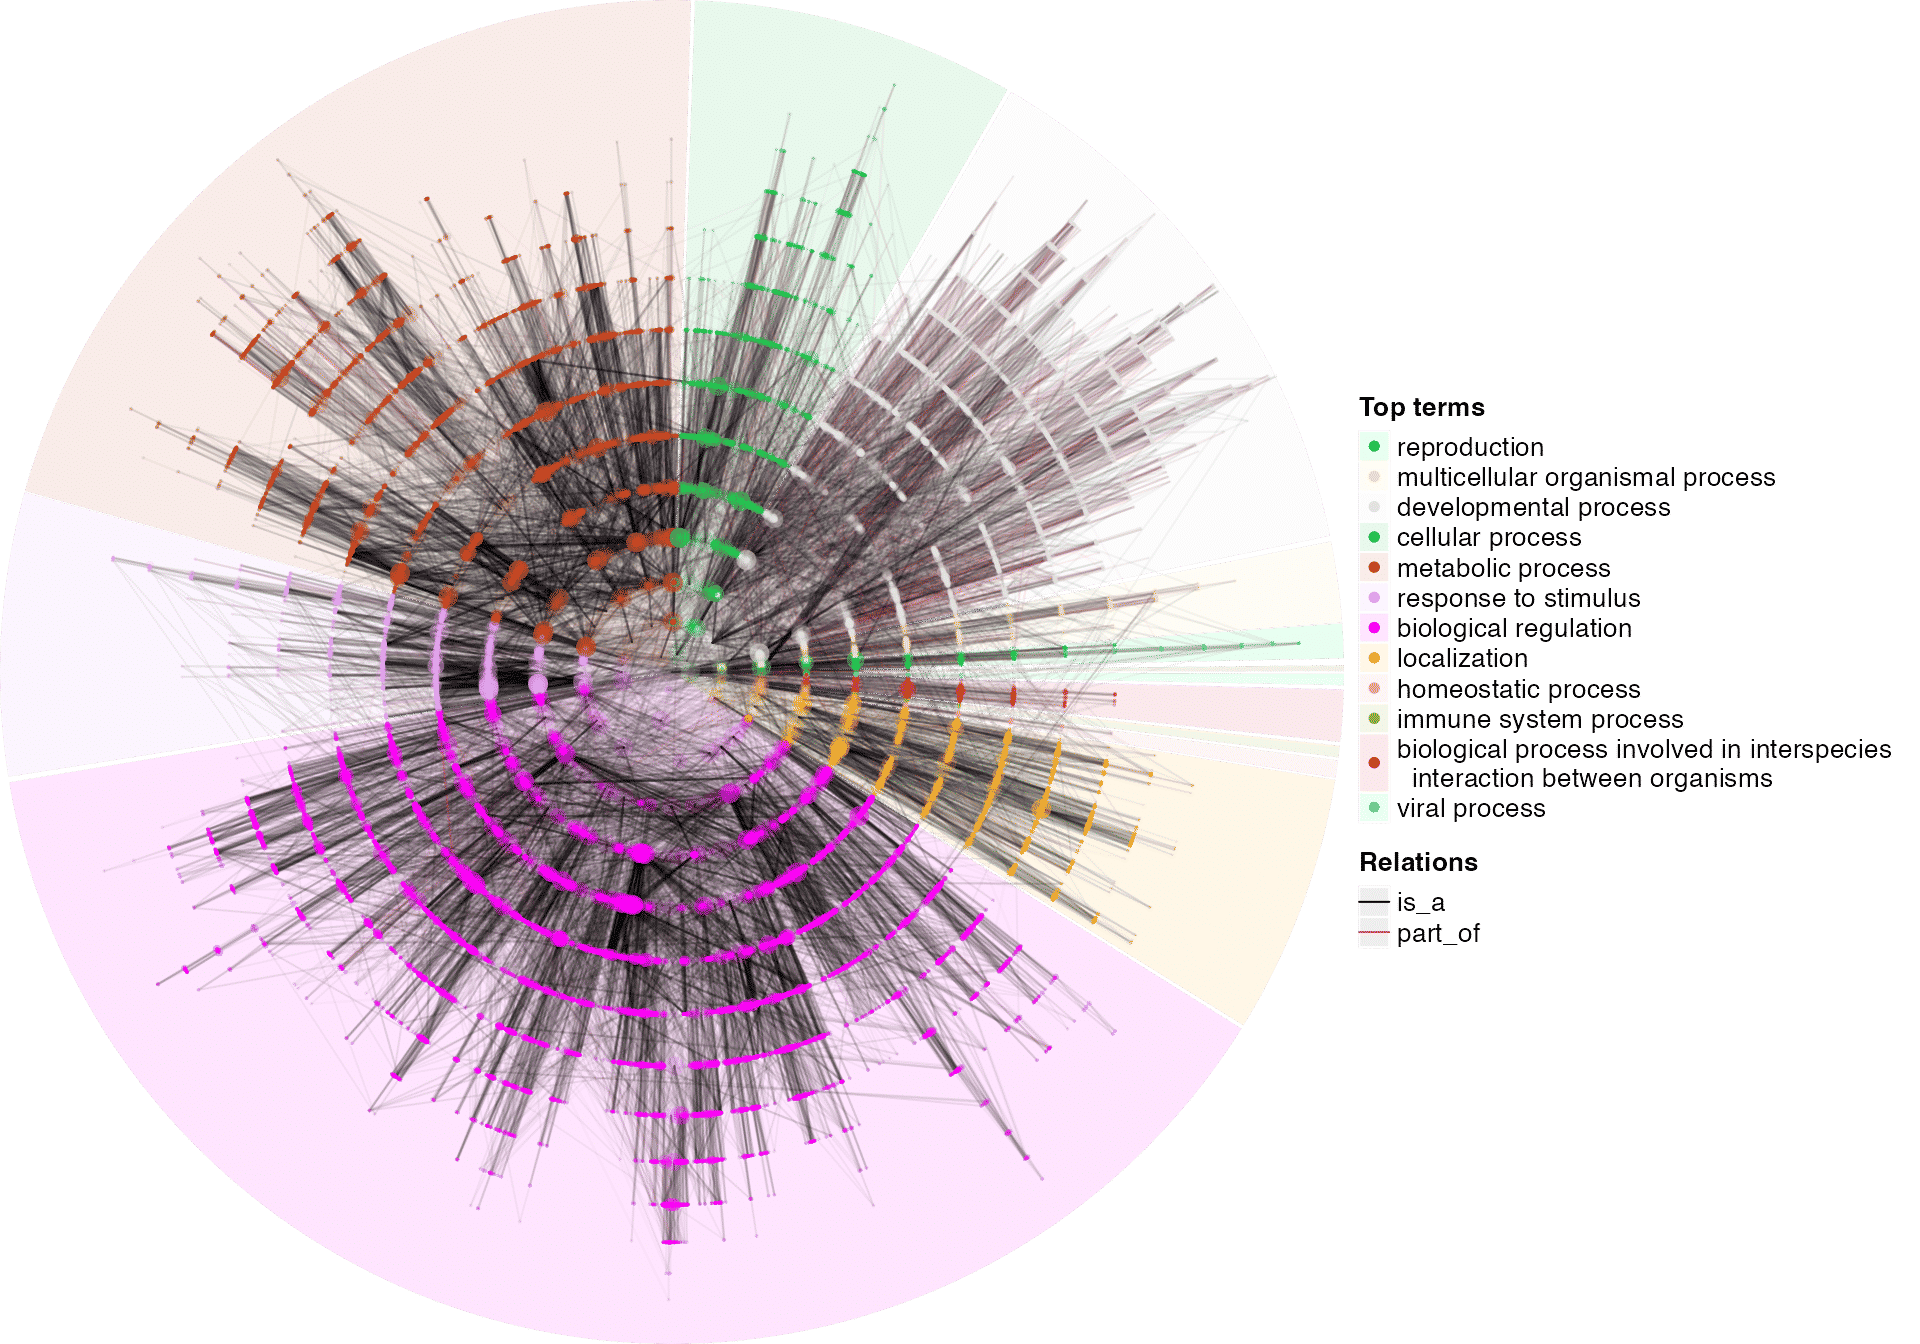 Top terms
reproduction
multicellular organismal process
developmental process
cellular process
metabolic process
response to stimulus
biological regulation
localization
homeostatic process
immune system process
biological process involved in interspecies
interaction between organisms
viral process
Relations
is_a
part_of